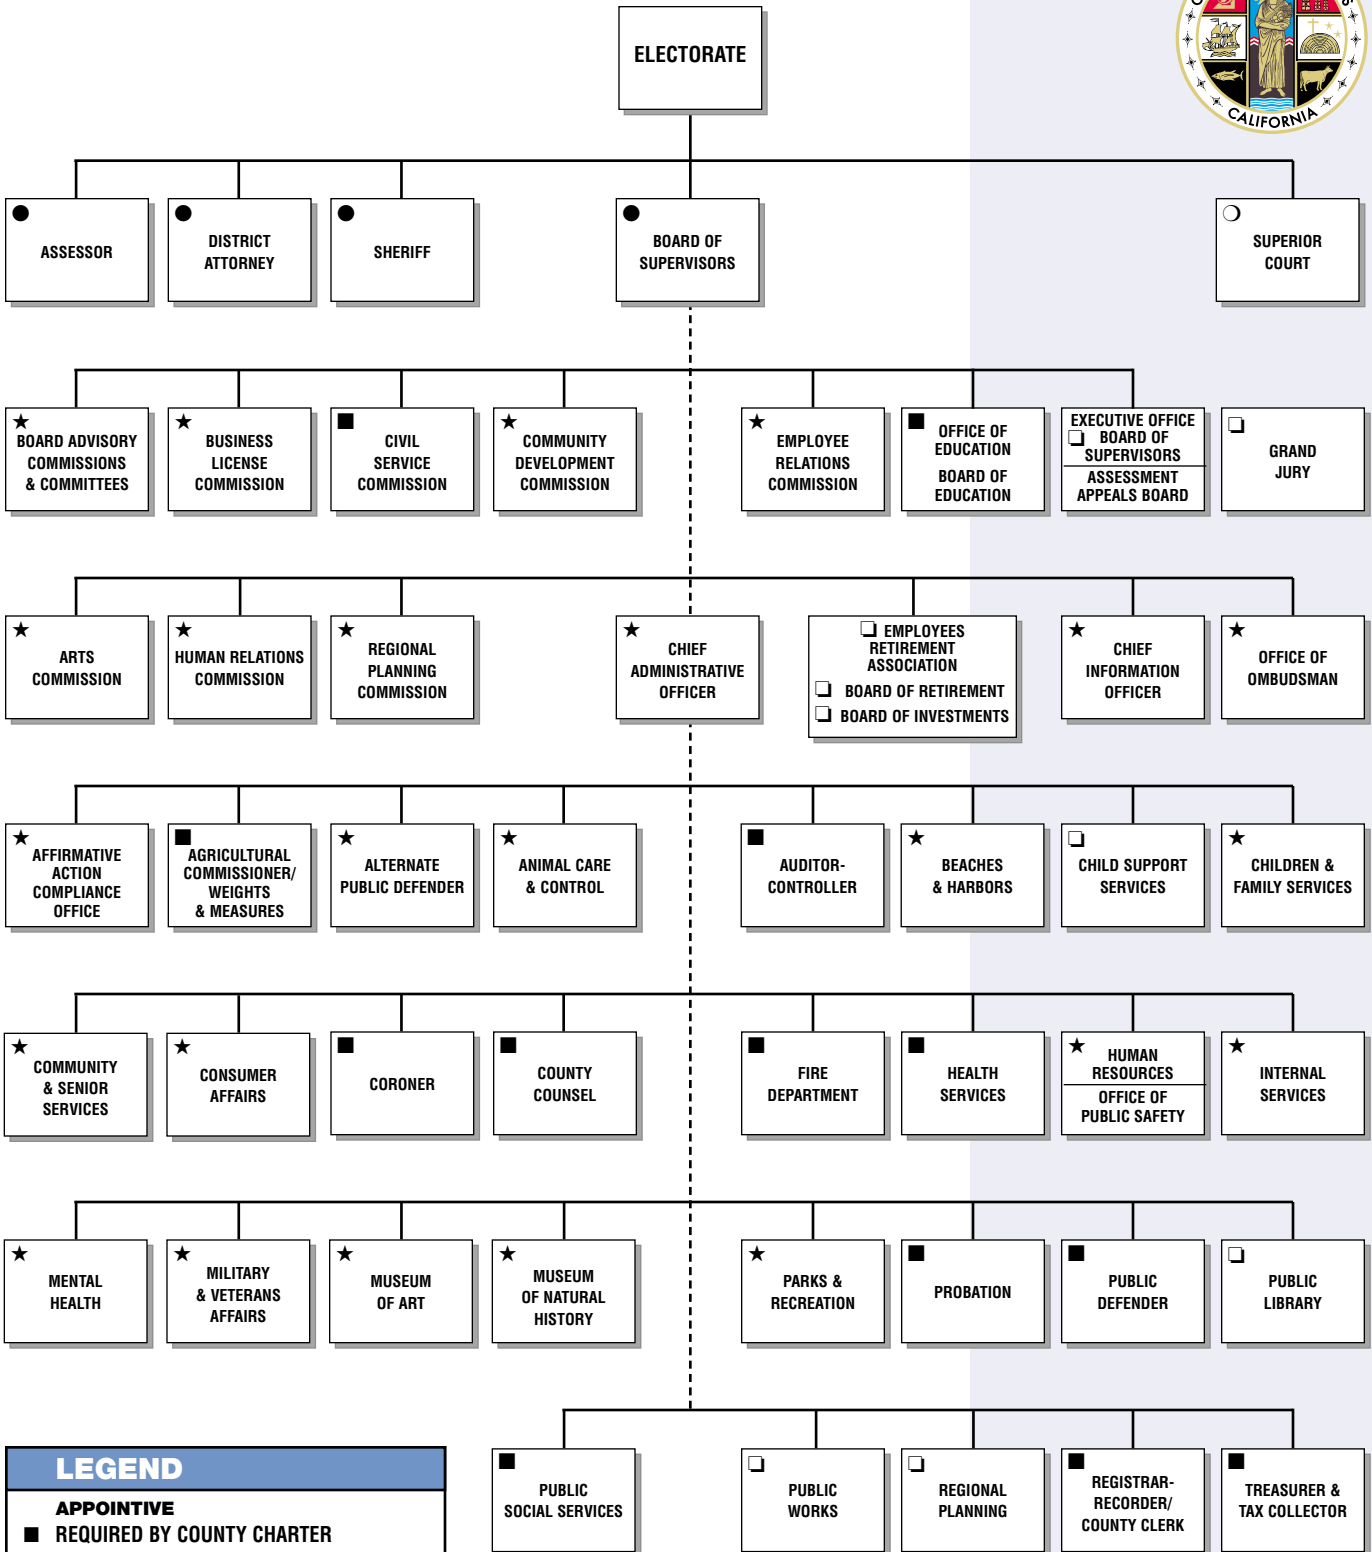 CALIFORNIA
ELECTORATE
ASSESSOR
DISTRICT
ATTORNEY
SHERIFF
BOARD OF
SUPERVISORS
SUPERIOR
COURT
BOARD ADVISORY
COMMISSIONS
& COMMITTEES
BUSINESS
LICENSE
COMMISSION
CIVIL
SERVICE
COMMISSION
COMMUNITY
DEVELOPMENT
COMMISSION
EMPLOYEE
RELATIONS
COMMISSION
OFFICE OF
EDUCATION
BOARD OF
EDUCATION
EXECUTIVE OFFICE
BOARD OF
SUPERVISORS
ASSESSMENT
APPEALS BOARD
GRAND
JURY
ARTS
COMMISSION
HUMAN RELATIONS
COMMISSION
REGIONAL
PLANNING
COMMISSION
CHIEF
ADMINISTRATIVE
OFFICER
EMPLOYEES
RETIREMENT
ASSOCIATION
BOARD OF RETIREMENT
BOARD OF INVESTMENTS
CHIEF
INFORMATION
OFFICER
OFFICE OF
OMBUDSMAN
AFFIRMATIVE
ACTION
COMPLIANCE
OFFICE
AGRICULTURAL
COMMISSIONER/
WEIGHTS
& MEASURES
ALTERNATE
PUBLIC DEFENDER
ANIMAL CARE
& CONTROL
AUDITOR-
CONTROLLER
BEACHES
& HARBORS
CHILD SUPPORT
SERVICES
CHILDREN &
FAMILY SERVICES
COMMUNITY
& SENIOR
SERVICES
CONSUMER
AFFAIRS
CORONER
COUNTY
COUNSEL
FIRE
DEPARTMENT
HEALTH
SERVICES
HUMAN
RESOURCES
OFFICE OF
PUBLIC SAFETY
INTERNAL
SERVICES
MENTAL
HEALTH
MILITARY
& VETERANS
AFFAIRS
MUSEUM
OF ART
MUSEUM
OF NATURAL
HISTORY
PARKS &
RECREATION
PROBATION
PUBLIC
DEFENDER
PUBLIC
LIBRARY
PUBLIC
SOCIAL SERVICES
PUBLIC
WORKS
REGIONAL
PLANNING
REGISTRAR-
RECORDER/
COUNTY CLERK
TREASURER &
TAX COLLECTOR
LEGEND
APPOINTIVE
REQUIRED BY COUNTY CHARTER